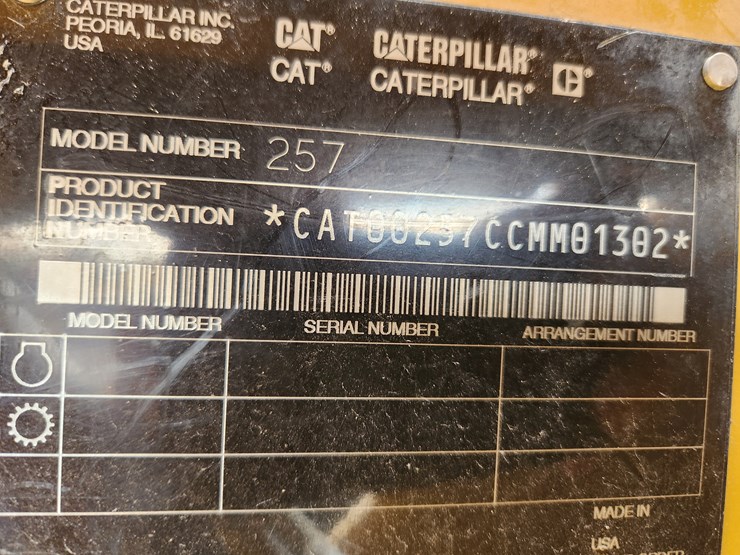 CATERPILLAR INC.
PEORIA, IL. 61629
USA
CAT® CATERPILLAR®
CAT® CATERPILLAR®
MODEL NUMBER 257
PRODUCT
IDENTIFICATION
NUMBER *CAT00257CCMM01302*
MODEL NUMBER SERIAL NUMBER ARRANGEMENT NUMBER
MADE IN
USA